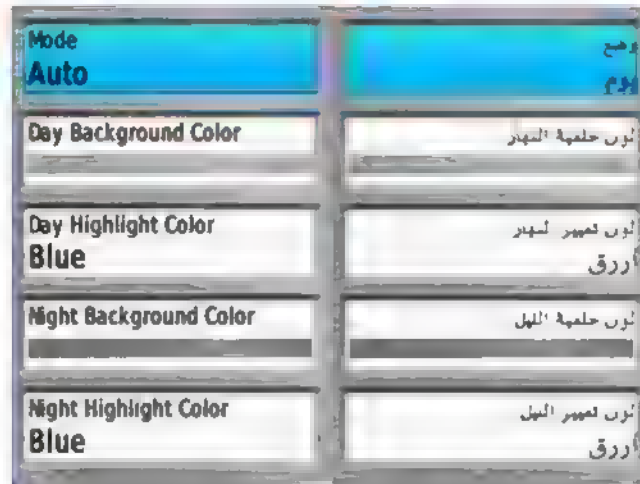 Mode
Auto
وضع
يوم
Day Background Color
لون خلفية النهار
Day Highlight Color
Blue
لون تمييز النهار
أزرق
Night Background Color
لون خلفية الليل
Night Highlight Color
Blue
لون تمييز الليل
أزرق